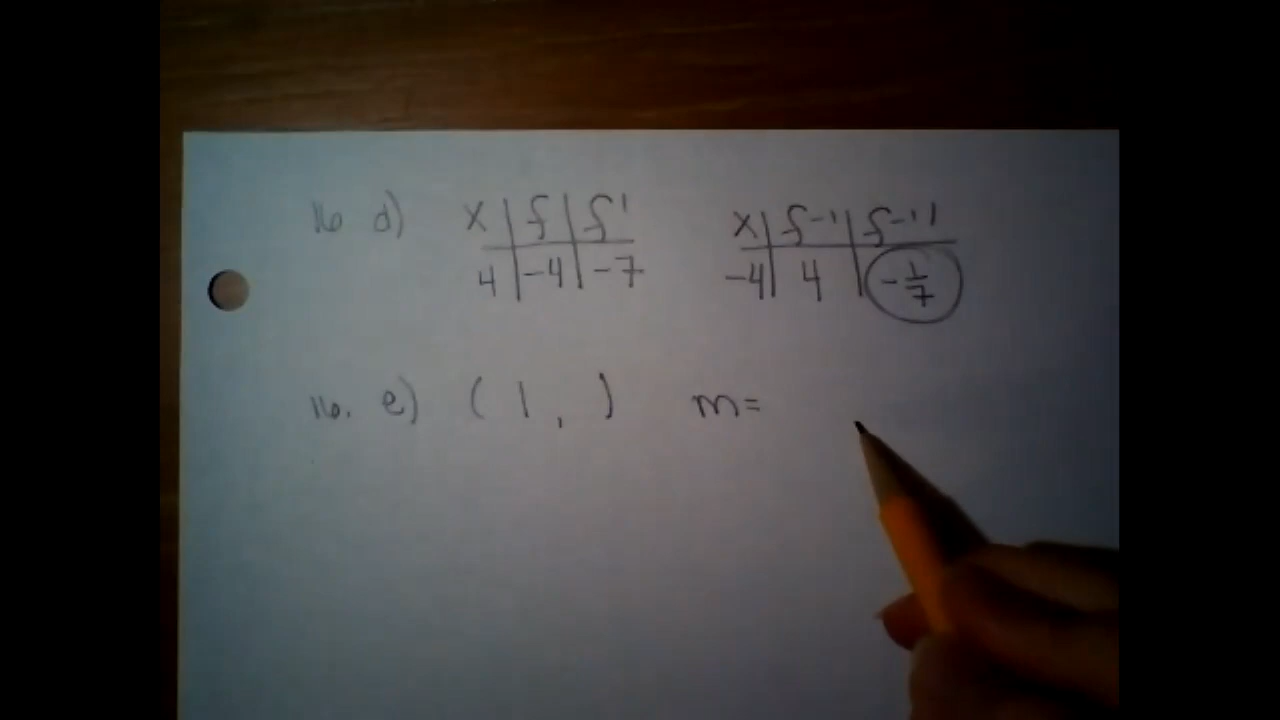 16 d) x | f | f' x | f⁻¹ | f⁻¹'
4 | -4 | -7 -4 | 4 | -1/7
16. e) ( 1 , ) m=